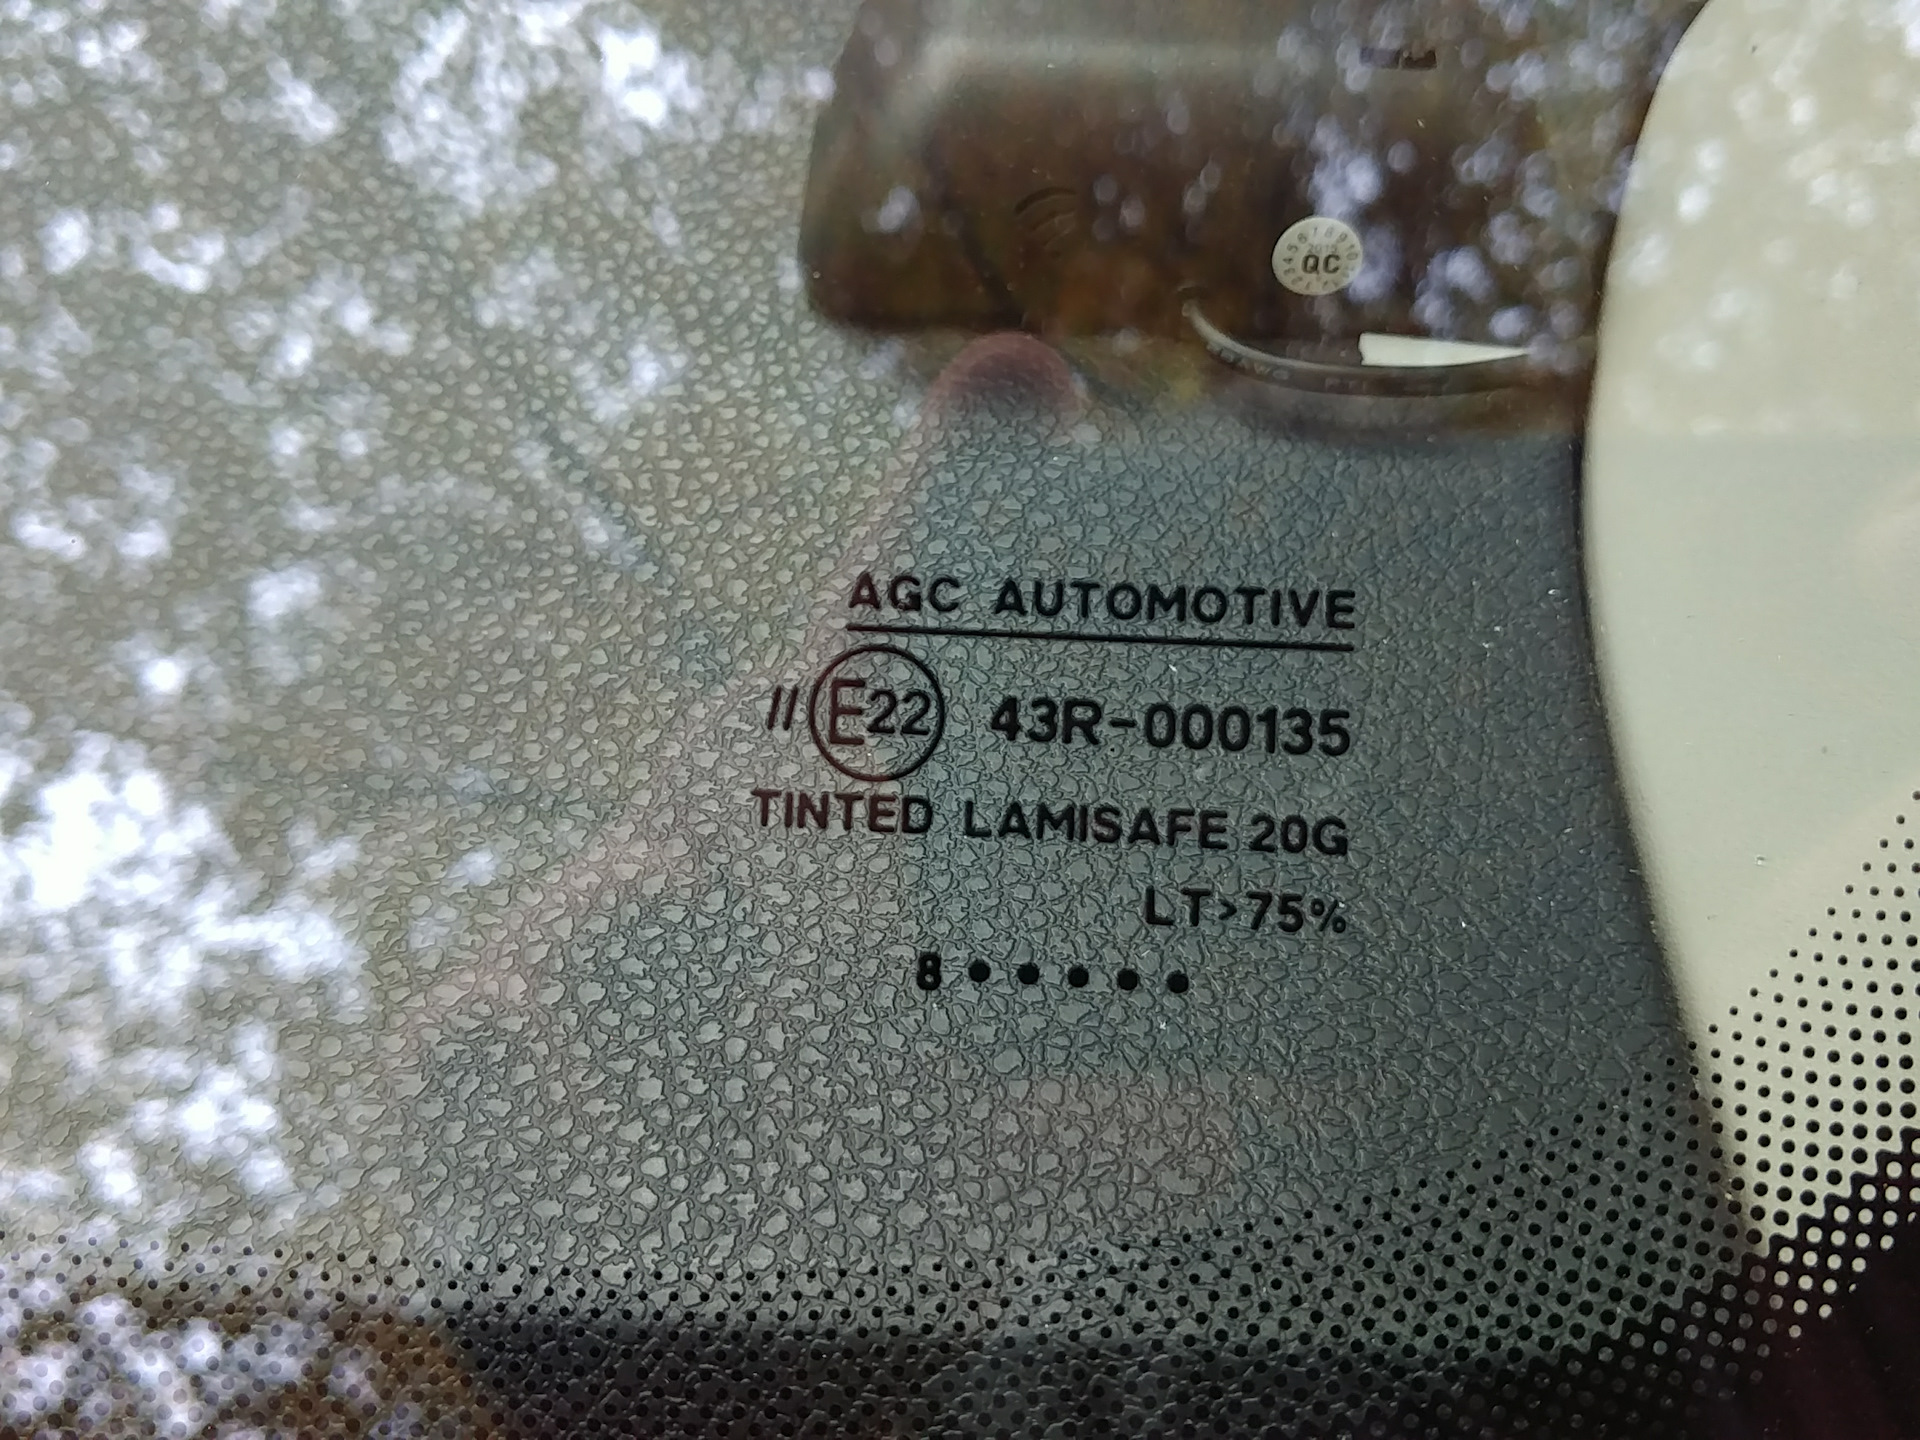 QC
AGC AUTOMOTIVE
// E22 43R-000135
TINTED LAMISAFE 20G
LT>75%
8 • • • • •